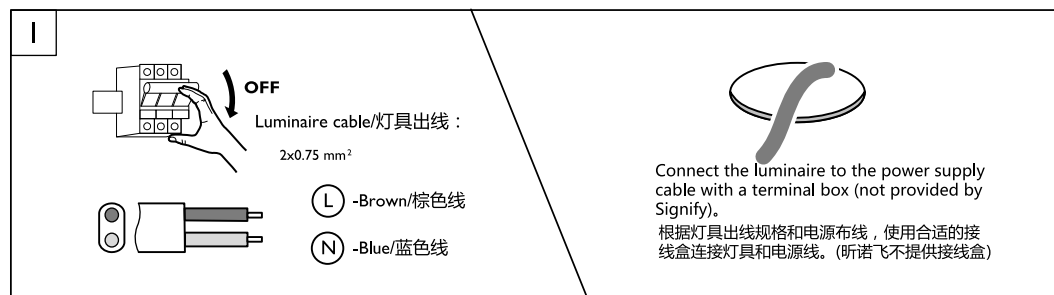 I
OFF
Luminaire cable/灯具出线：
2x0.75 mm²
L -Brown/棕色线
N -Blue/蓝色线
Connect the luminaire to the power supply
cable with a terminal box (not provided by
Signify)。
根据灯具出线规格和电源布线，使用合适的接
线盒连接灯具和电源线。(昕诺飞不提供接线盒)